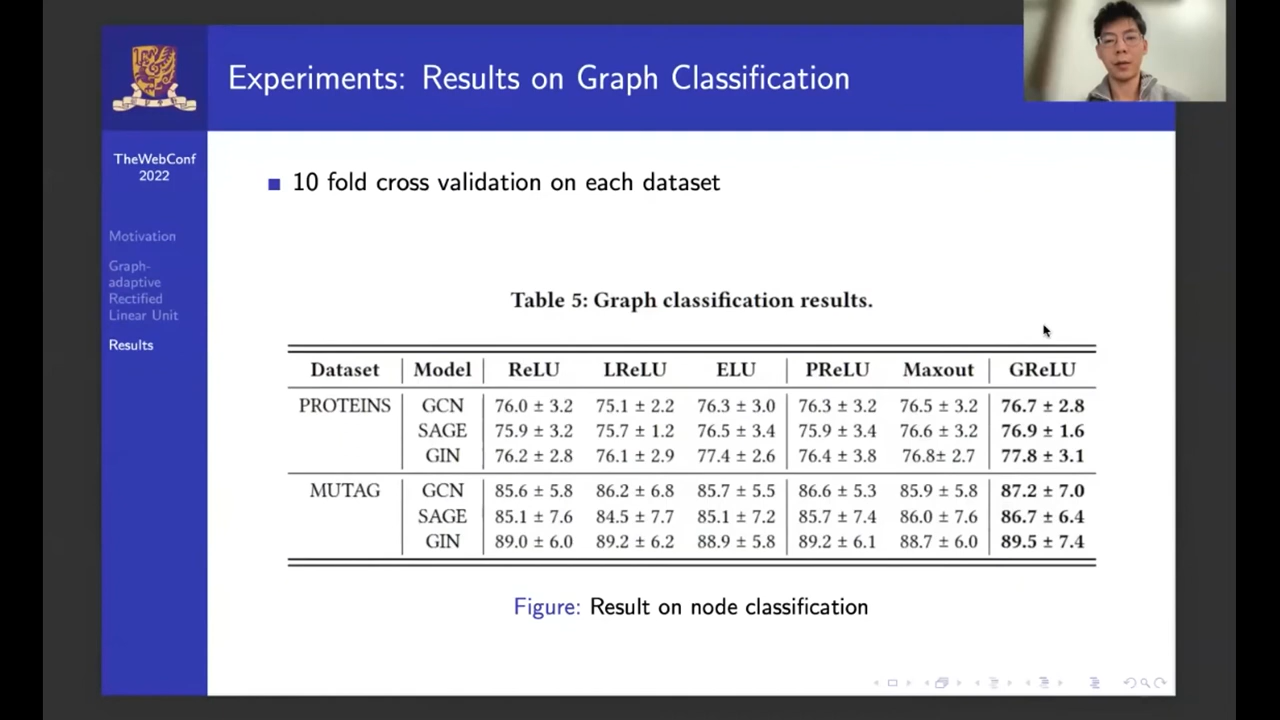 Experiments: Results on Graph Classification
TheWebConf
2022
Motivation
Graph-
adaptive
Rectified
Linear Unit
Results
10 fold cross validation on each dataset
Table 5: Graph classification results.
Dataset Model ReLU LReLU ELU PReLU Maxout GReLU
PROTEINS GCN 76.0 ± 3.2 75.1 ± 2.2 76.3 ± 3.0 76.3 ± 3.2 76.5 ± 3.2 76.7 ± 2.8
SAGE 75.9 ± 3.2 75.7 ± 1.2 76.5 ± 3.4 75.9 ± 3.4 76.6 ± 3.2 76.9 ± 1.6
GIN 76.2 ± 2.8 76.1 ± 2.9 77.4 ± 2.6 76.4 ± 3.8 76.8± 2.7 77.8 ± 3.1
MUTAG GCN 85.6 ± 5.8 86.2 ± 6.8 85.7 ± 5.5 86.6 ± 5.3 85.9 ± 5.8 87.2 ± 7.0
SAGE 85.1 ± 7.6 84.5 ± 7.7 85.1 ± 7.2 85.7 ± 7.4 86.0 ± 7.6 86.7 ± 6.4
GIN 89.0 ± 6.0 89.2 ± 6.2 88.9 ± 5.8 89.2 ± 6.1 88.7 ± 6.0 89.5 ± 7.4
Figure: Result on node classification